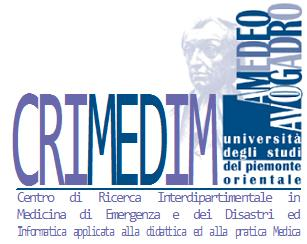 CRIMEDIM
AMEDEO
AVOGADRO
università
degli studi
del piemonte
orientale
Centro di Ricerca Interdipartimentale in
Medicina di Emergenza e dei Disastri ed
Informatica applicata alla didattica ed alla pratica Medica